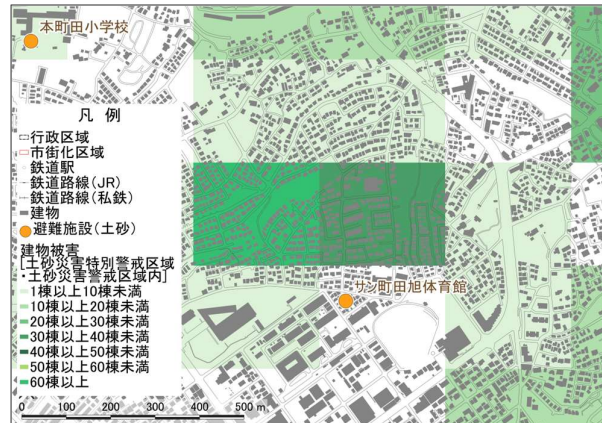 本町田小学校
凡　例
行政区域
市街化区域
鉄道駅
鉄道路線(JR)
鉄道路線(私鉄)
建物
避難施設(土砂)
建物被害
[土砂災害特別警戒区域
・土砂災害警戒区域内]
1棟以上10棟未満
10棟以上20棟未満
20棟以上30棟未満
30棟以上40棟未満
40棟以上50棟未満
50棟以上60棟未満
60棟以上
サン町田旭体育館
0 100 200 300 400 500 m